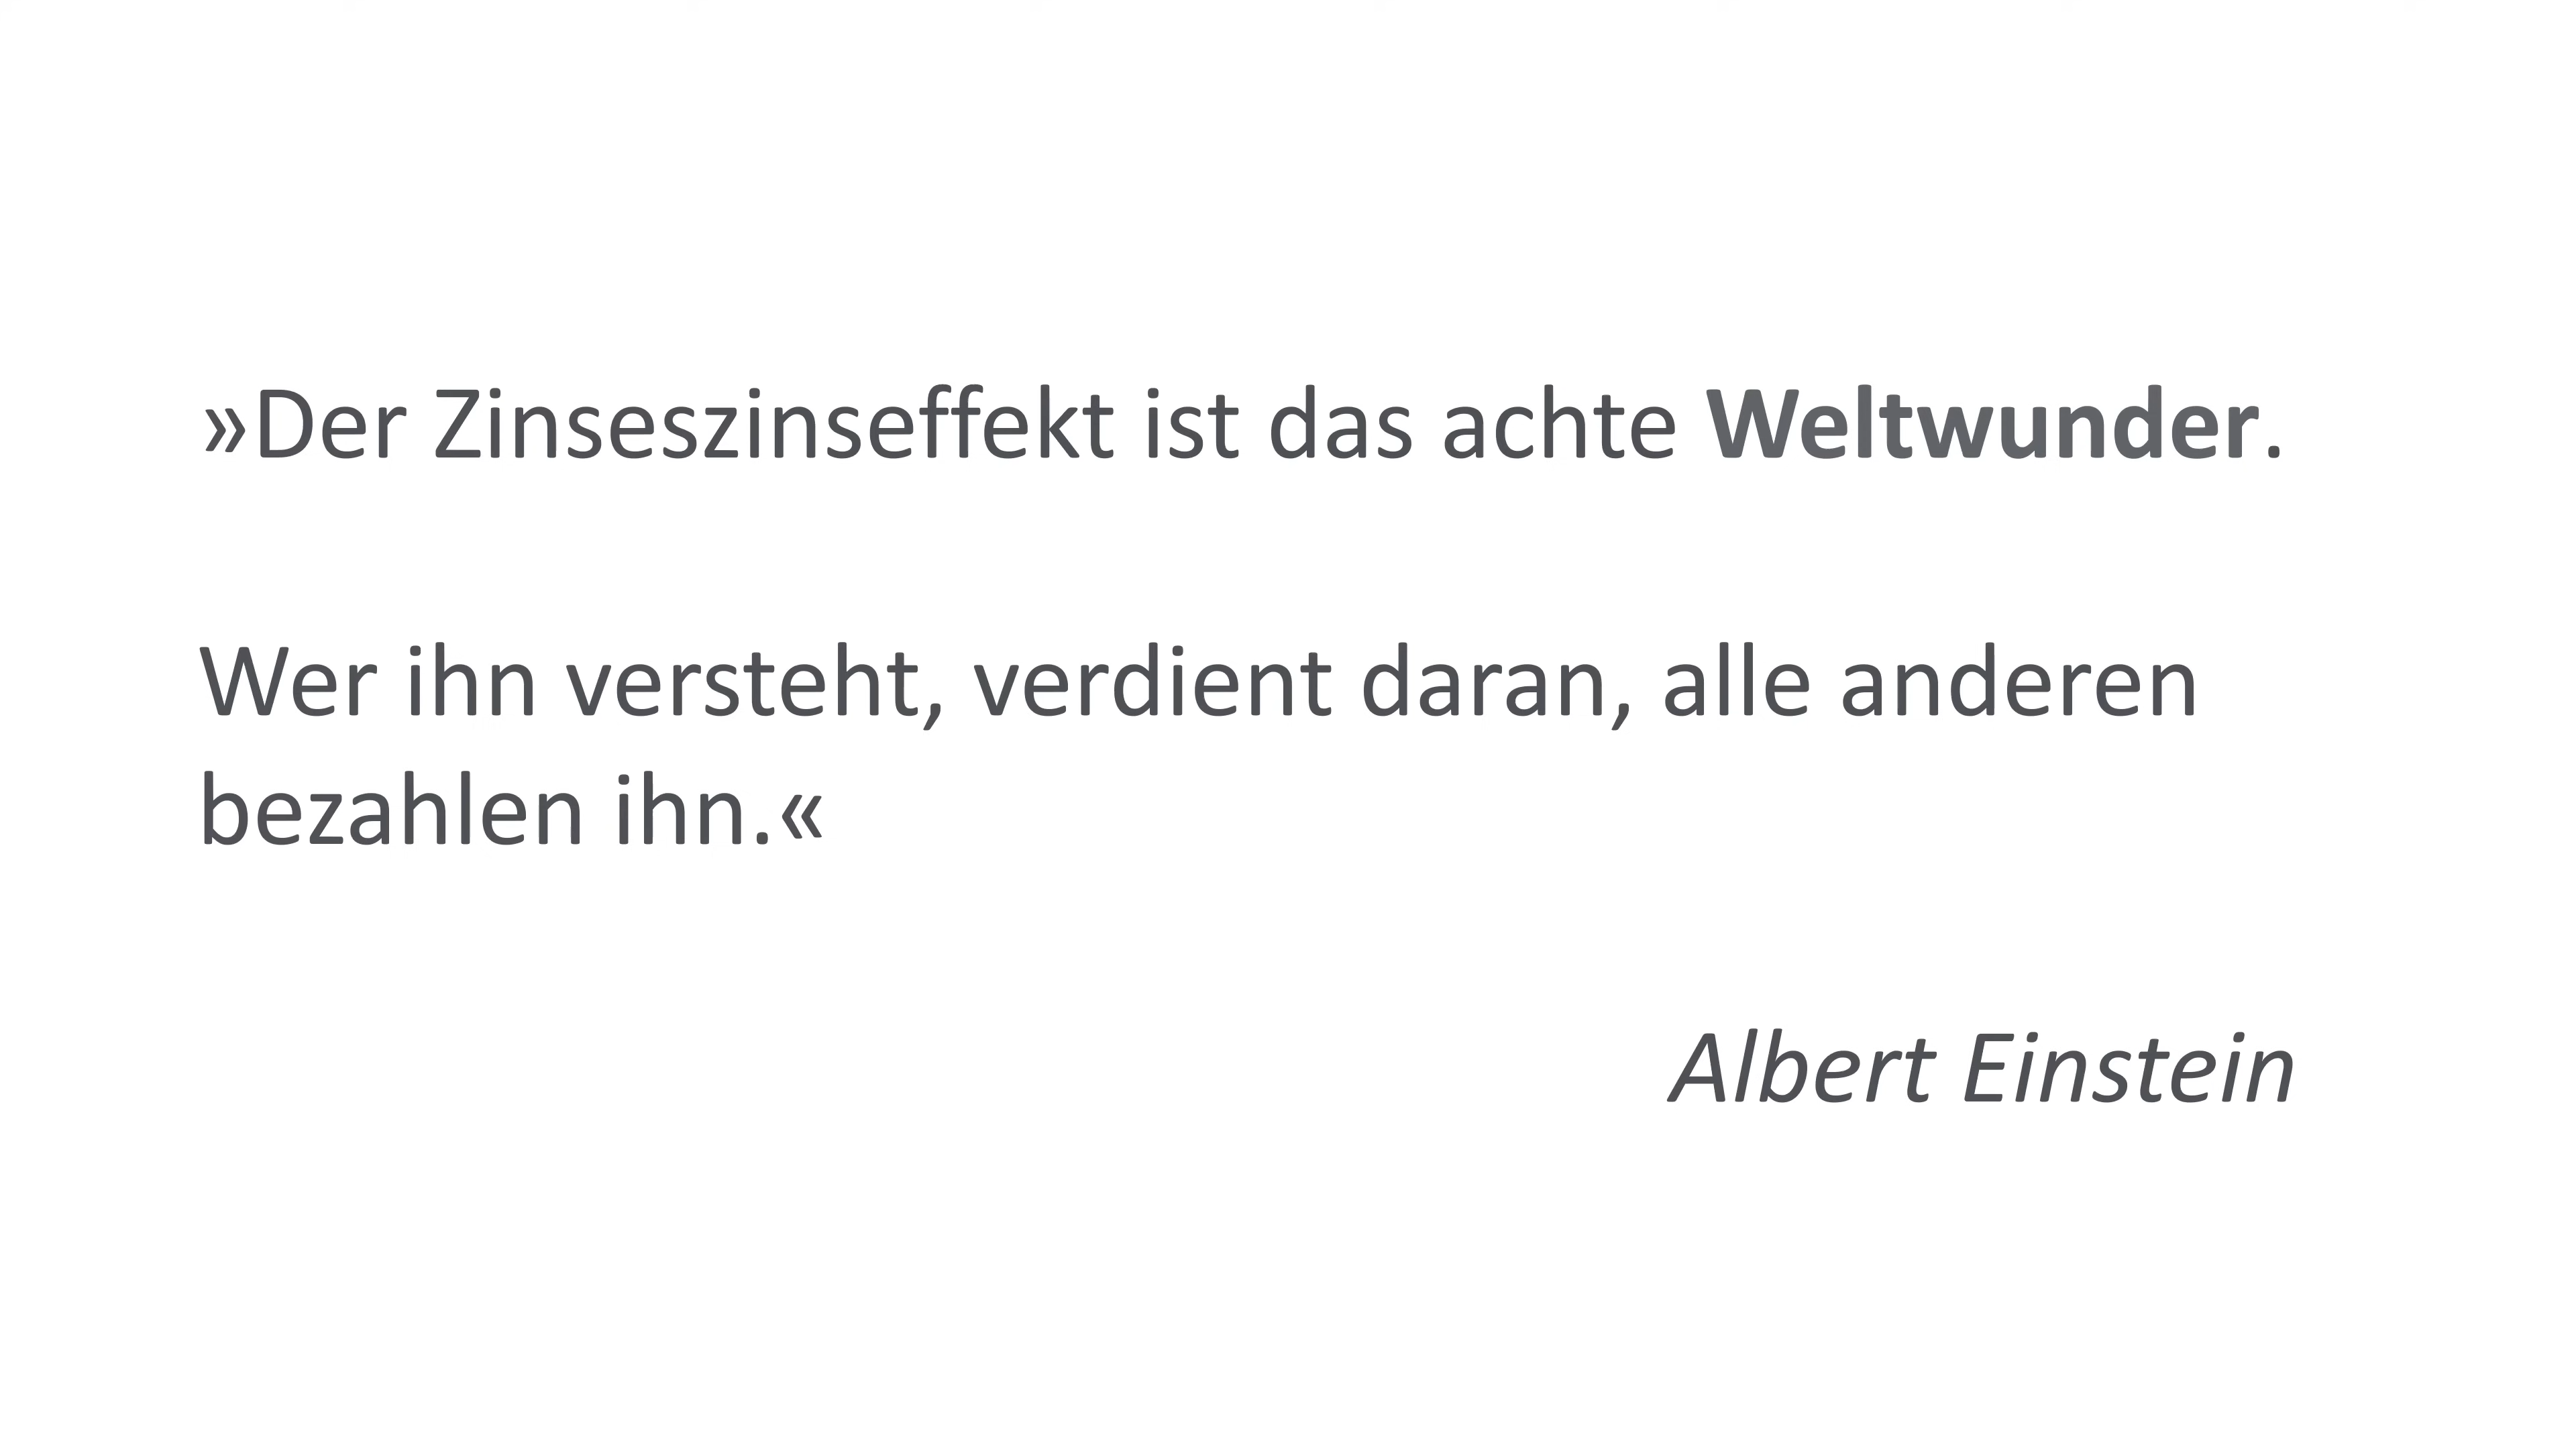 »Der Zinseszinseffekt ist das achte Weltwunder.
Wer ihn versteht, verdient daran, alle anderen
bezahlen ihn.«
Albert Einstein